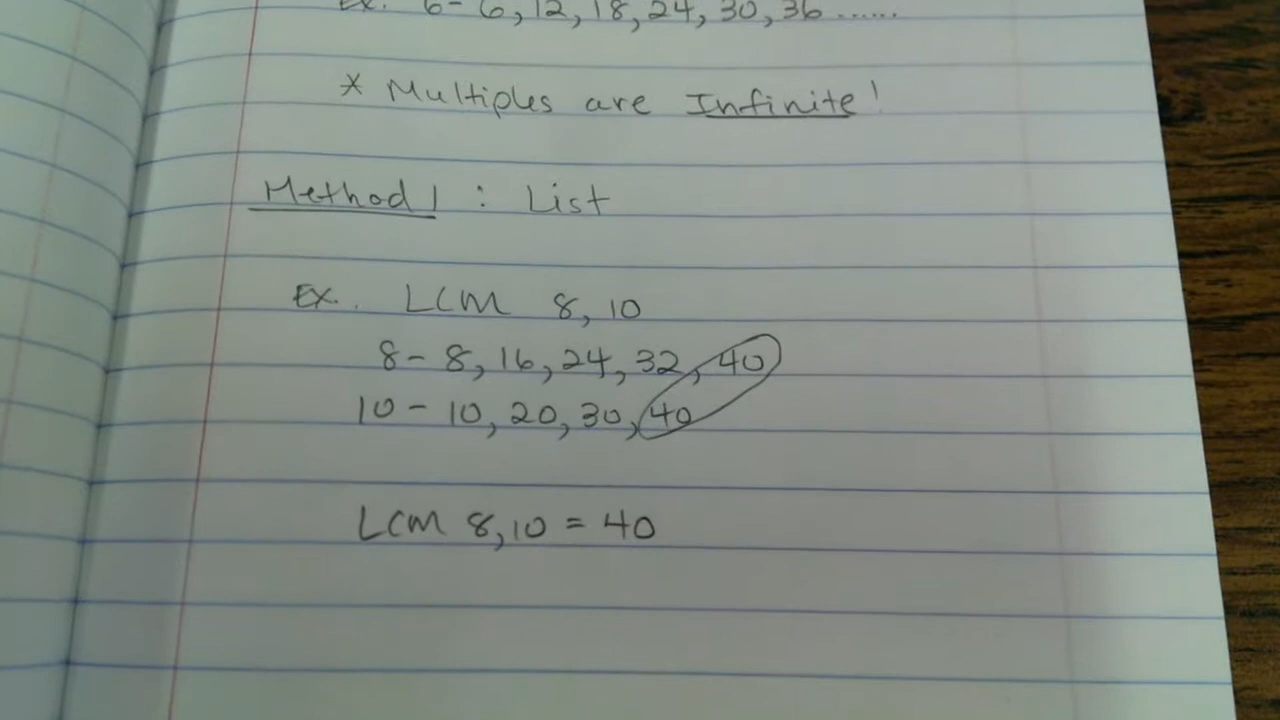 Ex. 6- 6, 12, 18, 24, 30, 36 ......
* Multiples are Infinite!
Method 1 : List
Ex. LCM 8, 10
8- 8, 16, 24, 32, 40
10 - 10, 20, 30, 40
LCM 8, 10 = 40